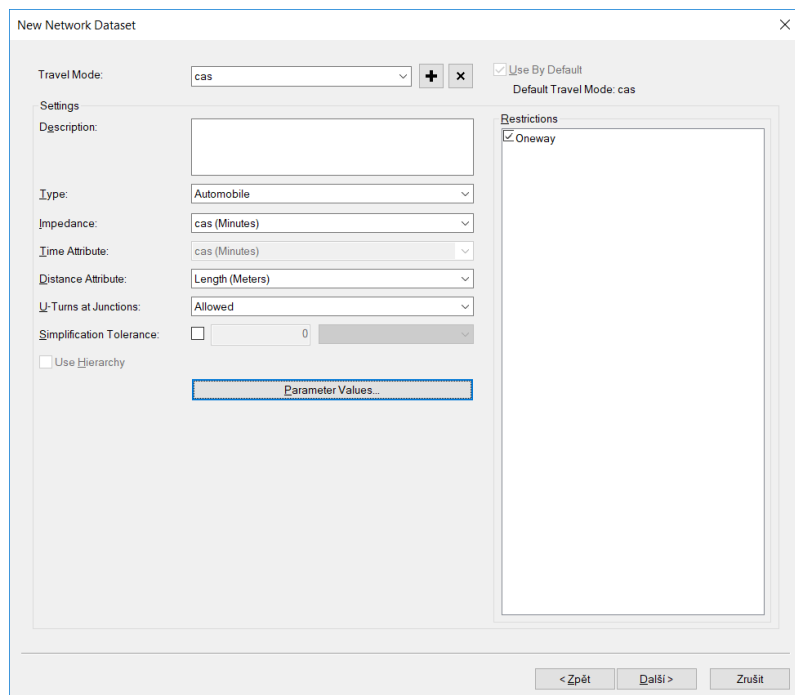 New Network Dataset
Travel Mode:
cas
Use By Default
Default Travel Mode: cas
Settings
Description:
Restrictions
Oneway
Type:
Automobile
Impedance:
cas (Minutes)
Time Attribute:
cas (Minutes)
Distance Attribute:
Length (Meters)
U-Turns at Junctions:
Allowed
Simplification Tolerance:
0
Use Hierarchy
Parameter Values...
< Zpět
Další >
Zrušit